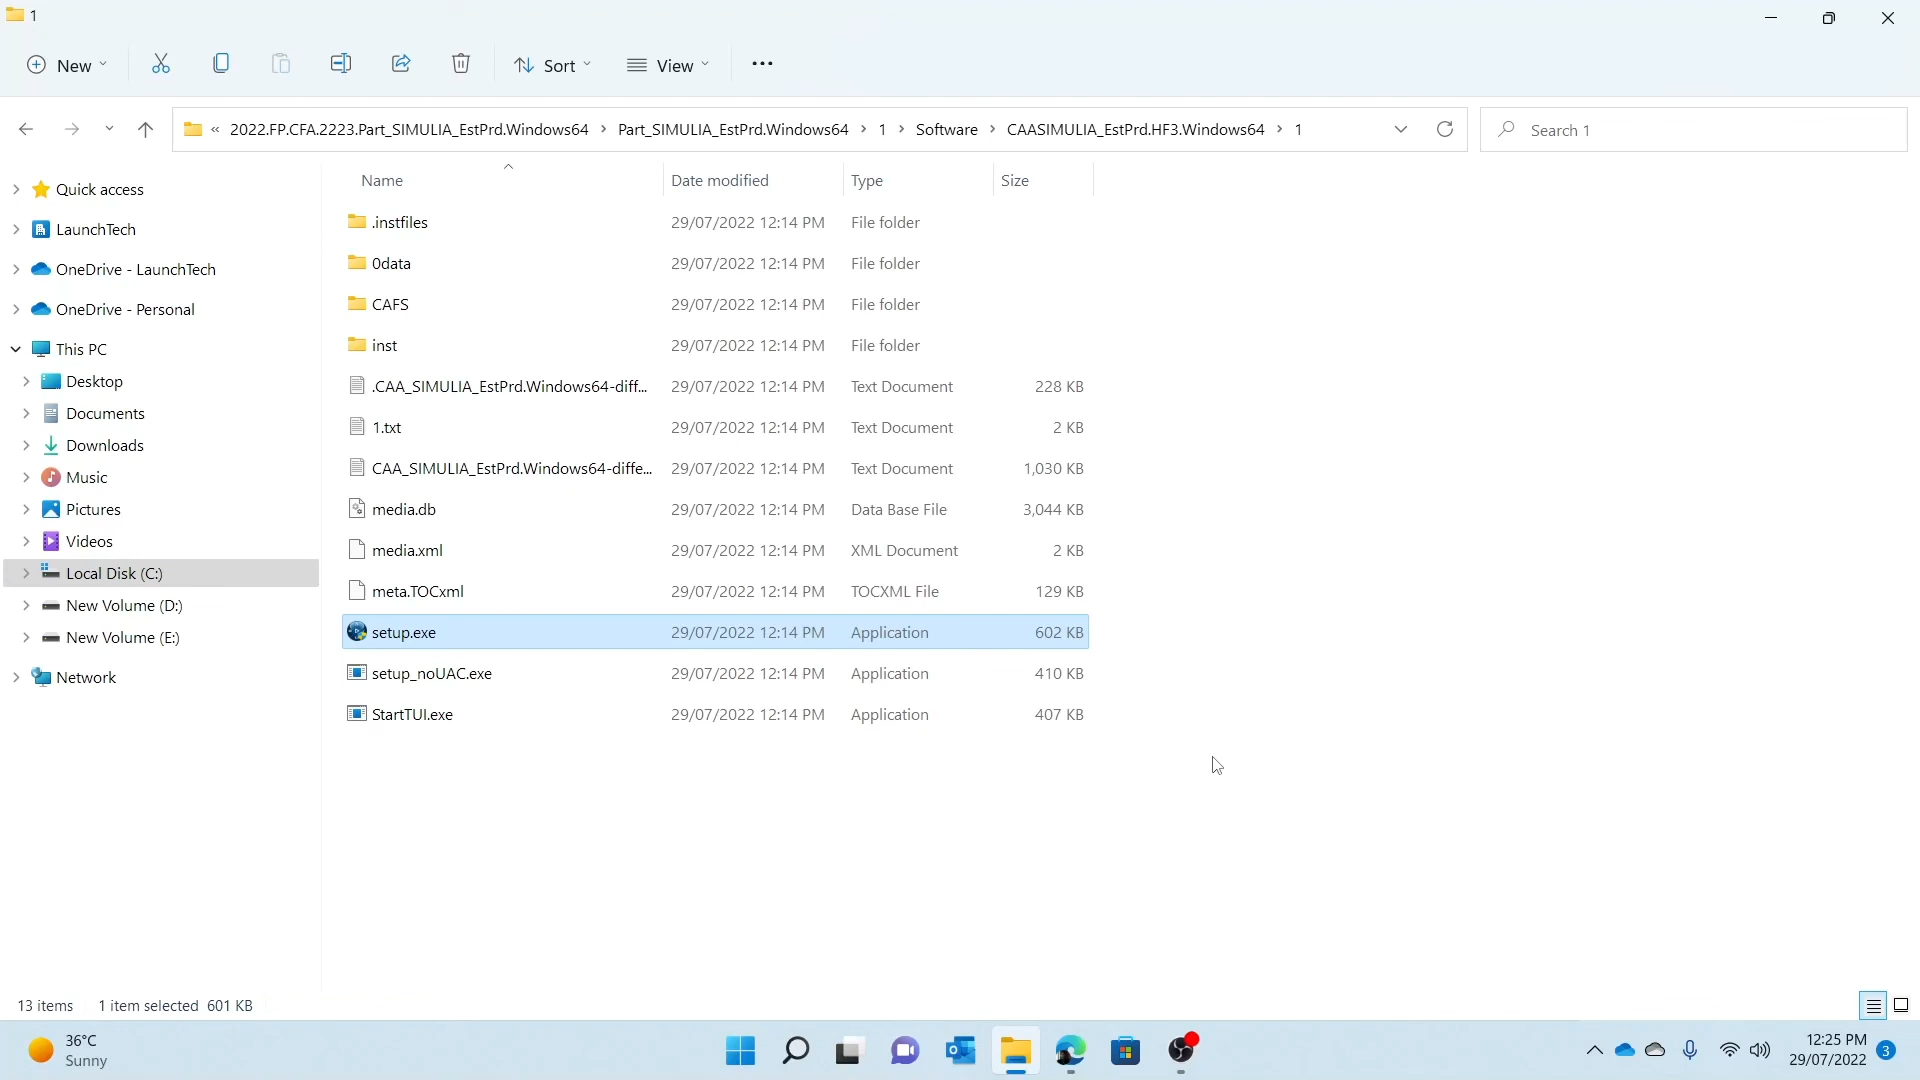 1
New
Sort
View
« 2022.FP.CFA.2223.Part_SIMULIA_EstPrd.Windows64 > Part_SIMULIA_EstPrd.Windows64 > 1 > Software > CAASIMULIA_EstPrd.HF3.Windows64 > 1
Search 1
Name Date modified Type Size
Quick access
LaunchTech
OneDrive - LaunchTech
OneDrive - Personal
This PC
Desktop
Documents
Downloads
Music
Pictures
Videos
Local Disk (C:)
New Volume (D:)
New Volume (E:)
Network
.instfiles 29/07/2022 12:14 PM File folder
0data 29/07/2022 12:14 PM File folder
CAFS 29/07/2022 12:14 PM File folder
inst 29/07/2022 12:14 PM File folder
.CAA_SIMULIA_EstPrd.Windows64-diff... 29/07/2022 12:14 PM Text Document 228 KB
1.txt 29/07/2022 12:14 PM Text Document 2 KB
CAA_SIMULIA_EstPrd.Windows64-diffe... 29/07/2022 12:14 PM Text Document 1,030 KB
media.db 29/07/2022 12:14 PM Data Base File 3,044 KB
media.xml 29/07/2022 12:14 PM XML Document 2 KB
meta.TOCxml 29/07/2022 12:14 PM TOCXML File 129 KB
setup.exe 29/07/2022 12:14 PM Application 602 KB
setup_noUAC.exe 29/07/2022 12:14 PM Application 410 KB
StartTUI.exe 29/07/2022 12:14 PM Application 407 KB
13 items 1 item selected 601 KB
36°C
Sunny
12:25 PM
29/07/2022
3